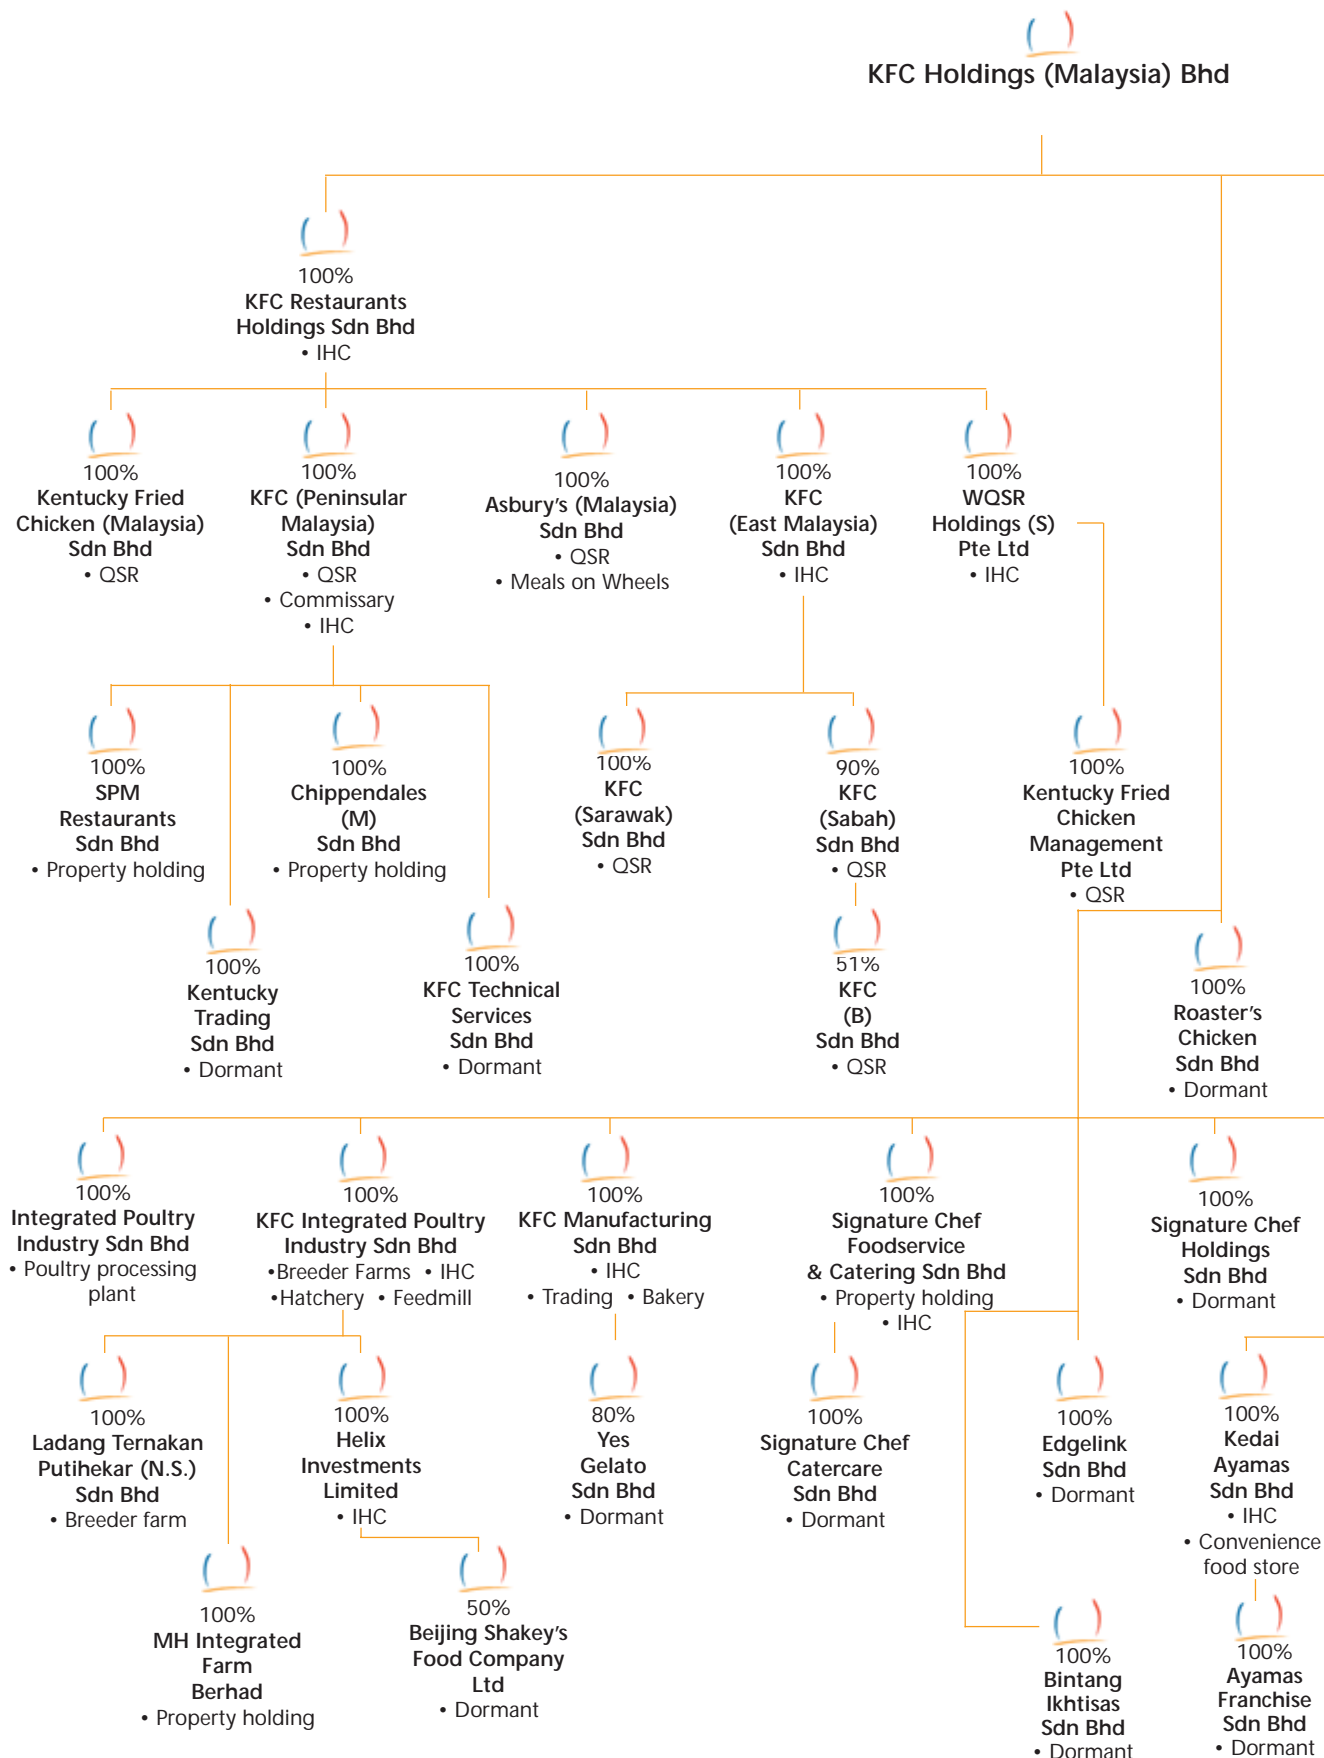 KFC Holdings (Malaysia) Bhd
100%
KFC Restaurants
Holdings Sdn Bhd
• IHC
100%
Kentucky Fried
Chicken (Malaysia)
Sdn Bhd
• QSR
100%
KFC (Peninsular
Malaysia)
Sdn Bhd
• QSR
• Commissary
• IHC
100%
Asbury's (Malaysia)
Sdn Bhd
• QSR
• Meals on Wheels
100%
KFC
(East Malaysia)
Sdn Bhd
• IHC
100%
WQSR
Holdings (S)
Pte Ltd
• IHC
100%
SPM
Restaurants
Sdn Bhd
• Property holding
100%
Chippendales
(M)
Sdn Bhd
• Property holding
100%
KFC
(Sarawak)
Sdn Bhd
• QSR
90%
KFC
(Sabah)
Sdn Bhd
• QSR
100%
Kentucky Fried
Chicken
Management
Pte Ltd
• QSR
100%
Kentucky
Trading
Sdn Bhd
• Dormant
100%
KFC Technical
Services
Sdn Bhd
• Dormant
51%
KFC
(B)
Sdn Bhd
• QSR
100%
Roaster's
Chicken
Sdn Bhd
• Dormant
100%
Integrated Poultry
Industry Sdn Bhd
• Poultry processing
plant
100%
KFC Integrated Poultry
Industry Sdn Bhd
•Breeder Farms • IHC
•Hatchery • Feedmill
100%
KFC Manufacturing
Sdn Bhd
• IHC
• Trading • Bakery
100%
Signature Chef
Foodservice
& Catering Sdn Bhd
• Property holding
• IHC
100%
Signature Chef
Holdings
Sdn Bhd
• Dormant
100%
Ladang Ternakan
Putihekar (N.S.)
Sdn Bhd
• Breeder farm
100%
Helix
Investments
Limited
• IHC
80%
Yes
Gelato
Sdn Bhd
• Dormant
100%
Signature Chef
Catercare
Sdn Bhd
• Dormant
100%
Edgelink
Sdn Bhd
• Dormant
100%
Kedai
Ayamas
Sdn Bhd
• IHC
• Convenience
food store
100%
MH Integrated
Farm
Berhad
• Property holding
50%
Beijing Shakey's
Food Company
Ltd
• Dormant
100%
Bintang
Ikhtisas
Sdn Bhd
• Dormant
100%
Ayamas
Franchise
Sdn Bhd
• Dormant